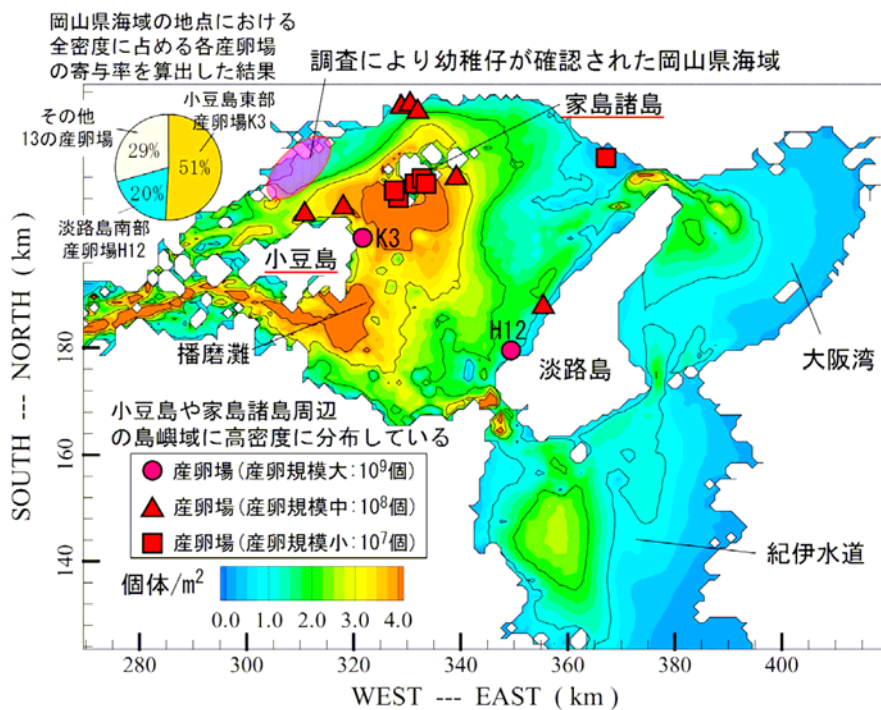 岡山県海域の地点における
全密度に占める各産卵場
の寄与率を算出した結果
調査により幼稚仔が確認された岡山県海域
その他
13の産卵場
小豆島東部
産卵場K3
29%
51%
20%
淡路島南部
産卵場H12
家島諸島
K3
小豆島
H12
播磨灘
淡路島
大阪湾
小豆島や家島諸島周辺
の島嶼域に高密度に分布している
産卵場(産卵規模大:10⁹個)
産卵場(産卵規模中:10⁸個)
産卵場(産卵規模小:10⁷個)
紀伊水道
個体/m²
0.0 1.0 2.0 3.0 4.0
SOUTH --- NORTH (km)
180
160
140
280 300 320 340 360 380 400
WEST --- EAST (km)